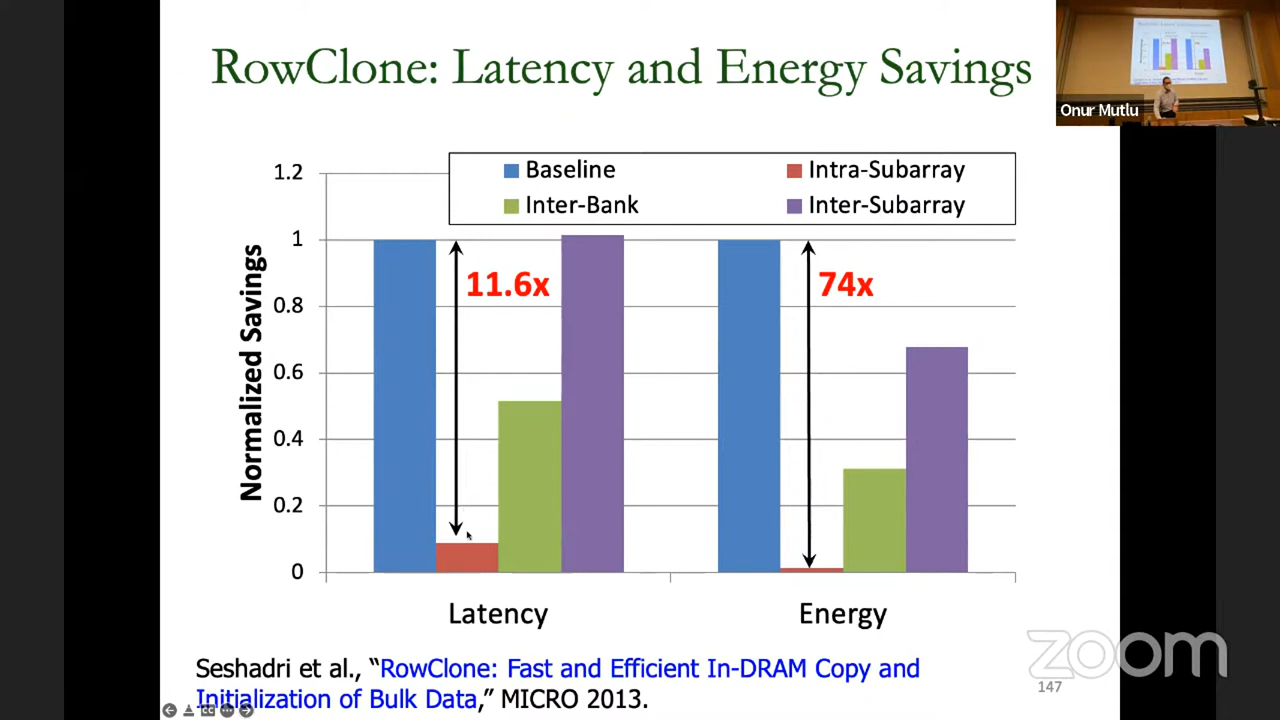 RowClone: Latency and Energy Savings
Onur Mutlu
Baseline
Intra-Subarray
Inter-Bank
Inter-Subarray
Normalized Savings
1.2
1
0.8
0.6
0.4
0.2
0
11.6x
74x
Latency
Energy
Seshadri et al., “RowClone: Fast and Efficient In-DRAM Copy and
Initialization of Bulk Data,” MICRO 2013.
147
zoom